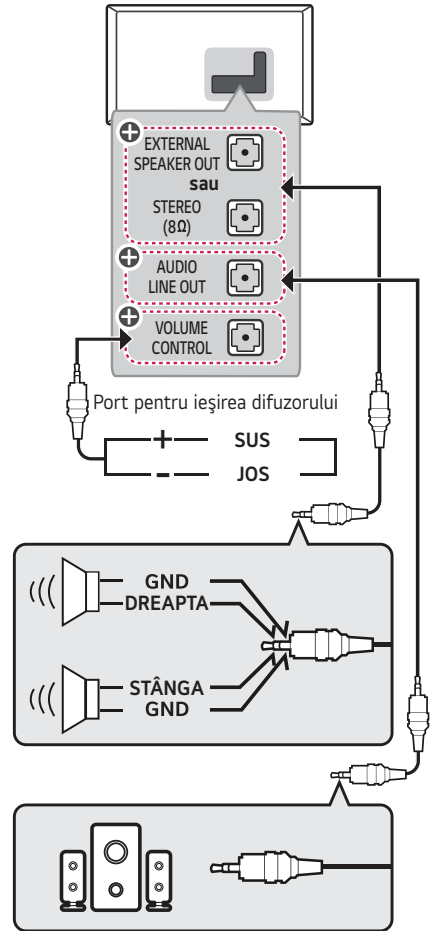 EXTERNAL
SPEAKER OUT
sau
STEREO
(8Ω)
AUDIO
LINE OUT
VOLUME
CONTROL
Port pentru ieşirea difuzorului
+ SUS
- JOS
GND
DREAPTA
STÂNGA
GND